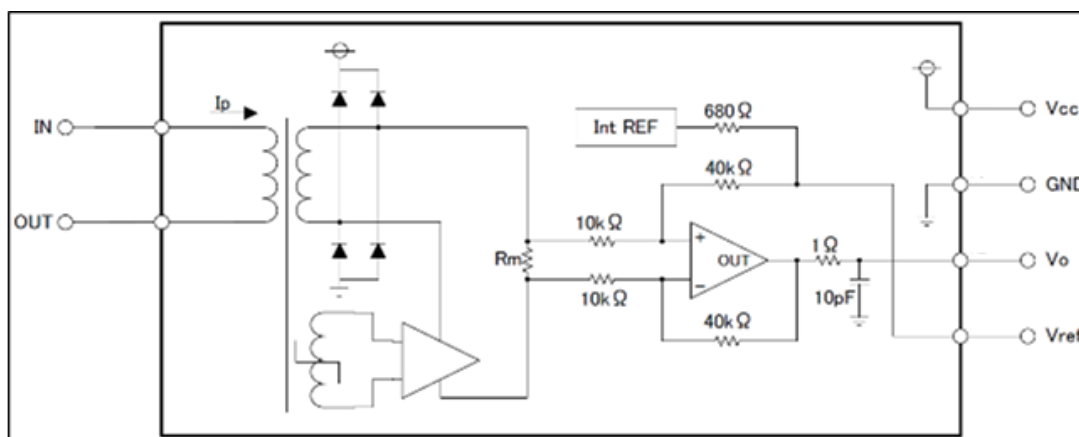 Ip
IN
OUT
Int REF
680Ω
40kΩ
10kΩ
Rm
10kΩ
+
OUT
−
40kΩ
1Ω
10pF
Vcc
GND
Vo
Vref